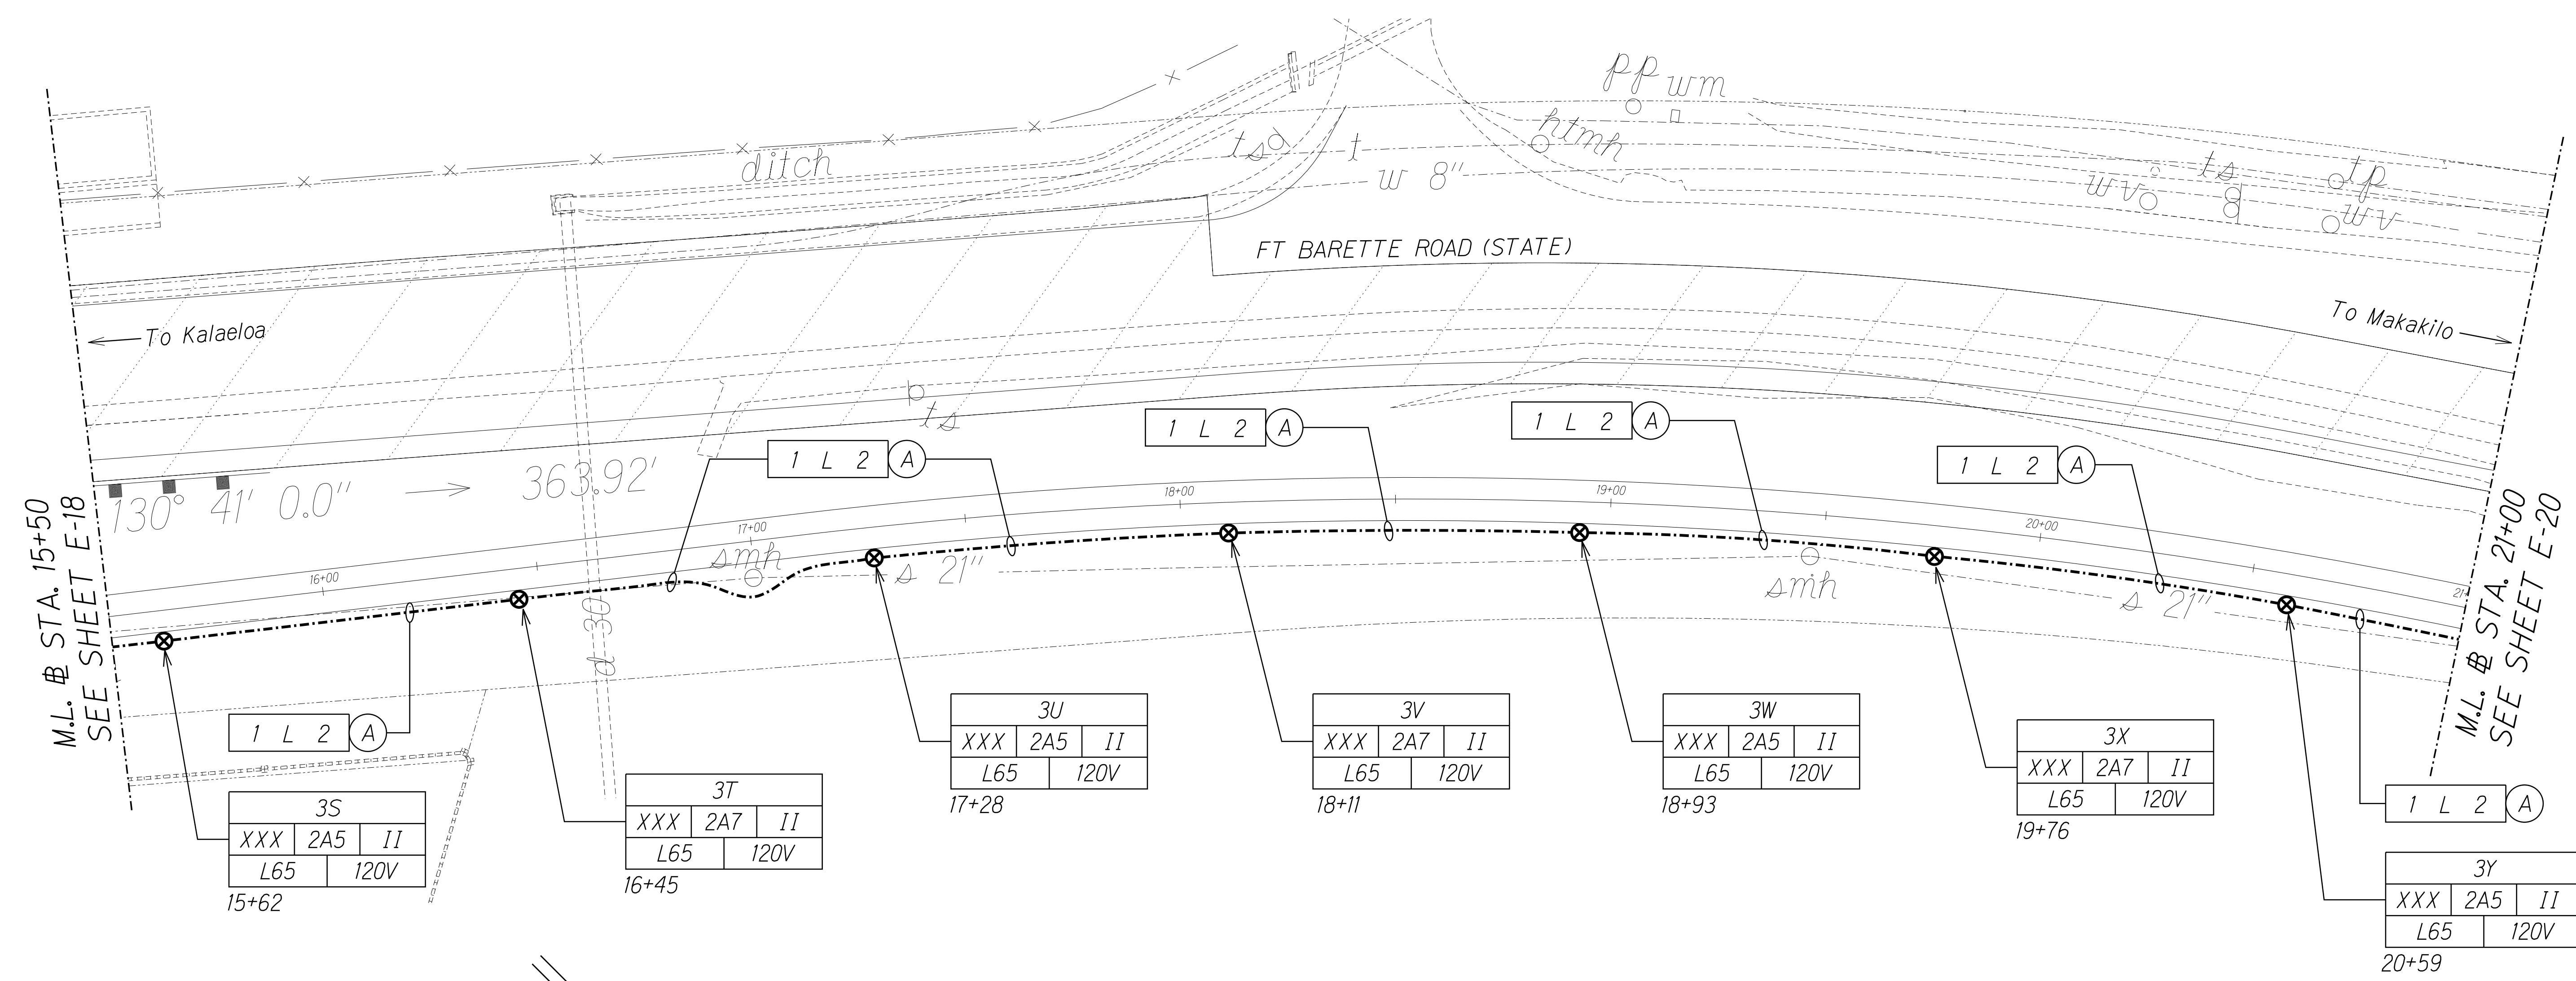 pp
wm
htmh
ditch
tsd
t
w 8"
ts
tp
wv
wv
FT BARETTE ROAD (STATE)
To Kalaeloa
To Makakilo
ts
1 L 2 A
1 L 2 A
1 L 2 A
1 L 2 A
130° 41' 0.0"
363.92'
16+00
17+00
18+00
19+00
20+00
21+
smh
s 21"
smh
s 21"
d 36
M.L. STA. 15+50
SEE SHEET E-18
M.L. STA. 21+00
SEE SHEET E-20
1 L 2 A
3S
XXX 2A5 II
L65 120V
15+62
3T
XXX 2A7 II
L65 120V
16+45
3U
XXX 2A5 II
L65 120V
17+28
3V
XXX 2A7 II
L65 120V
18+11
3W
XXX 2A5 II
L65 120V
18+93
3X
XXX 2A7 II
L65 120V
19+76
1 L 2 A
3Y
XXX 2A5 II
L65 120V
20+59